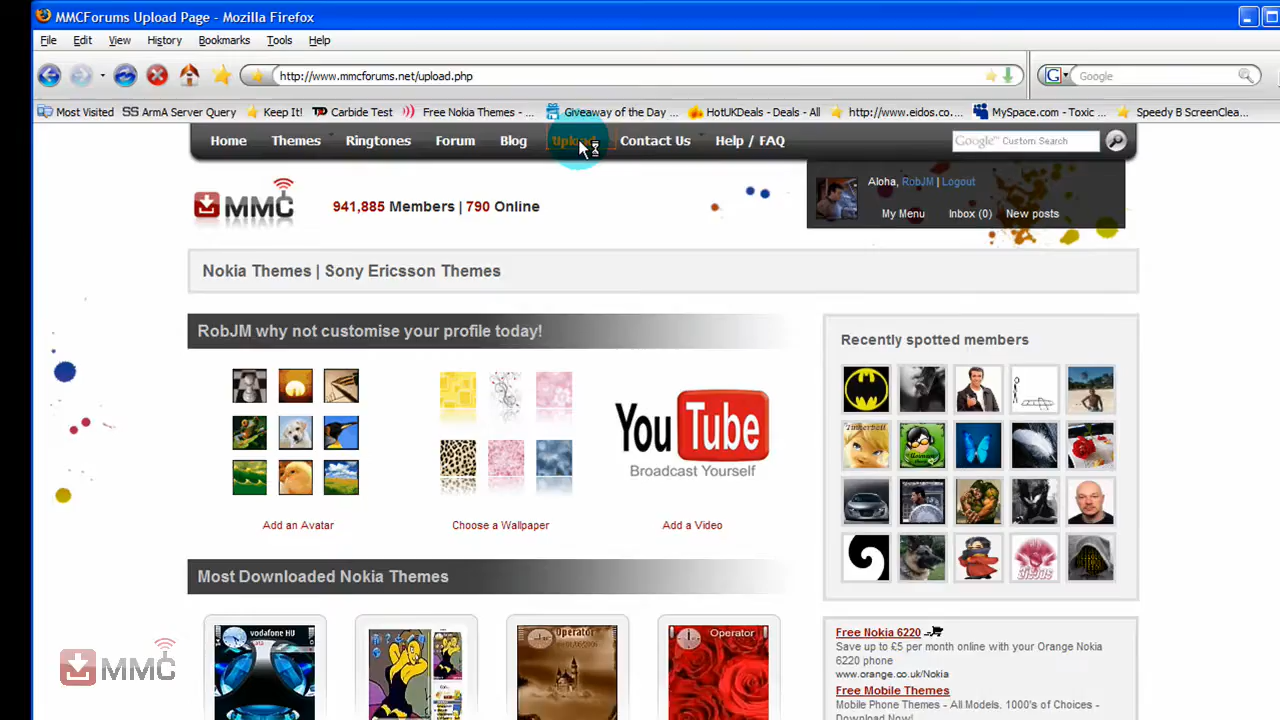 MMCForums Upload Page - Mozilla Firefox
File Edit View History Bookmarks Tools Help
http://www.mmcforums.net/upload.php
Google
Most Visited SS ArmA Server Query Keep It! Carbide Test Free Nokia Themes - ... Giveaway of the Day ... HotUKDeals - Deals - All http://www.eidos.co.... MySpace.com - Toxic ... Speedy B ScreenClea...
Home Themes Ringtones Forum Blog Upload Contact Us Help / FAQ
Google™ Custom Search
Aloha, RobJM | Logout
My Menu Inbox (0) New posts
MMC
941,885 Members | 790 Online
Nokia Themes | Sony Ericsson Themes
RobJM why not customise your profile today!
Recently spotted members
YouTube
Broadcast Yourself
Add an Avatar Choose a Wallpaper Add a Video
Most Downloaded Nokia Themes
vodafone HU
Operator
Operator
Free Nokia 6220
Save up to £5 per month online with your Orange Nokia
6220 phone
www.orange.co.uk/Nokia
Free Mobile Themes
Mobile Phone Themes - All Models. 1000's of Choices -
Download Now!
MMC